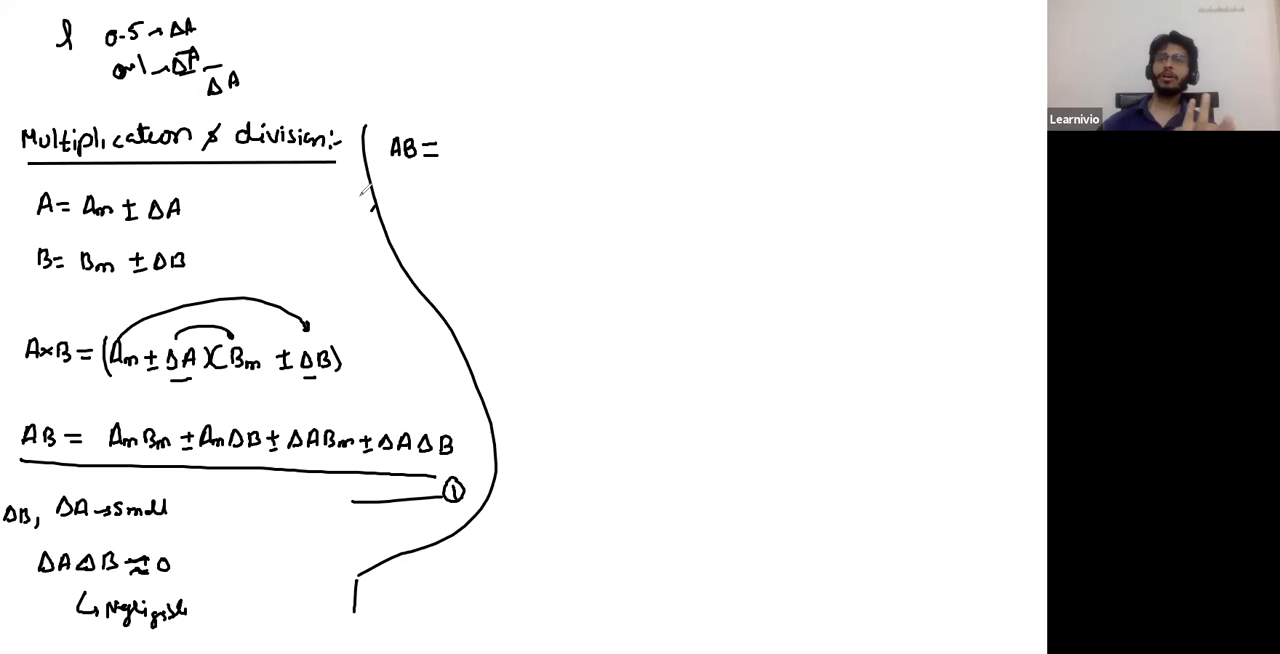 0.5 → ΔA
0.1 → ΔA
ΔA
Multiplication & division:-
A = Am ± ΔA
B = Bm ± ΔB
A×B = (Am ± ΔA)(Bm ± ΔB)
AB = AmBm ± AmΔB ± ΔABm ± ΔAΔB
①
ΔB, ΔA → small
ΔAΔB ≈ 0
↳ Negligible
AB =
Learnivio